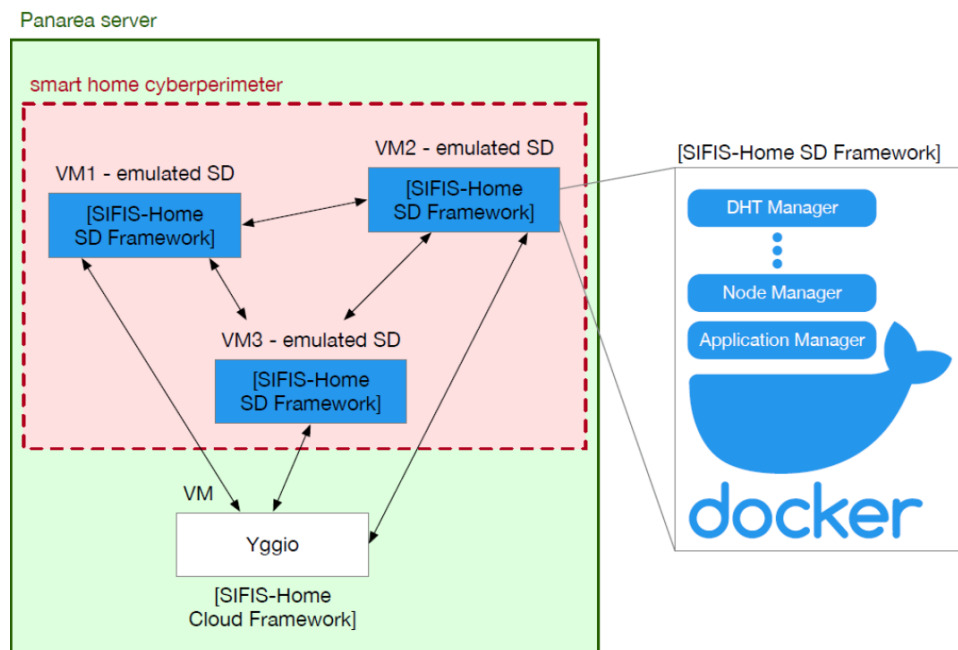 Panarea server
smart home cyberperimeter
VM1 - emulated SD
[SIFIS-Home
SD Framework]
VM2 - emulated SD
[SIFIS-Home
SD Framework]
VM3 - emulated SD
[SIFIS-Home
SD Framework]
VM
Yggio
[SIFIS-Home
Cloud Framework]
[SIFIS-Home SD Framework]
DHT Manager
Node Manager
Application Manager
docker